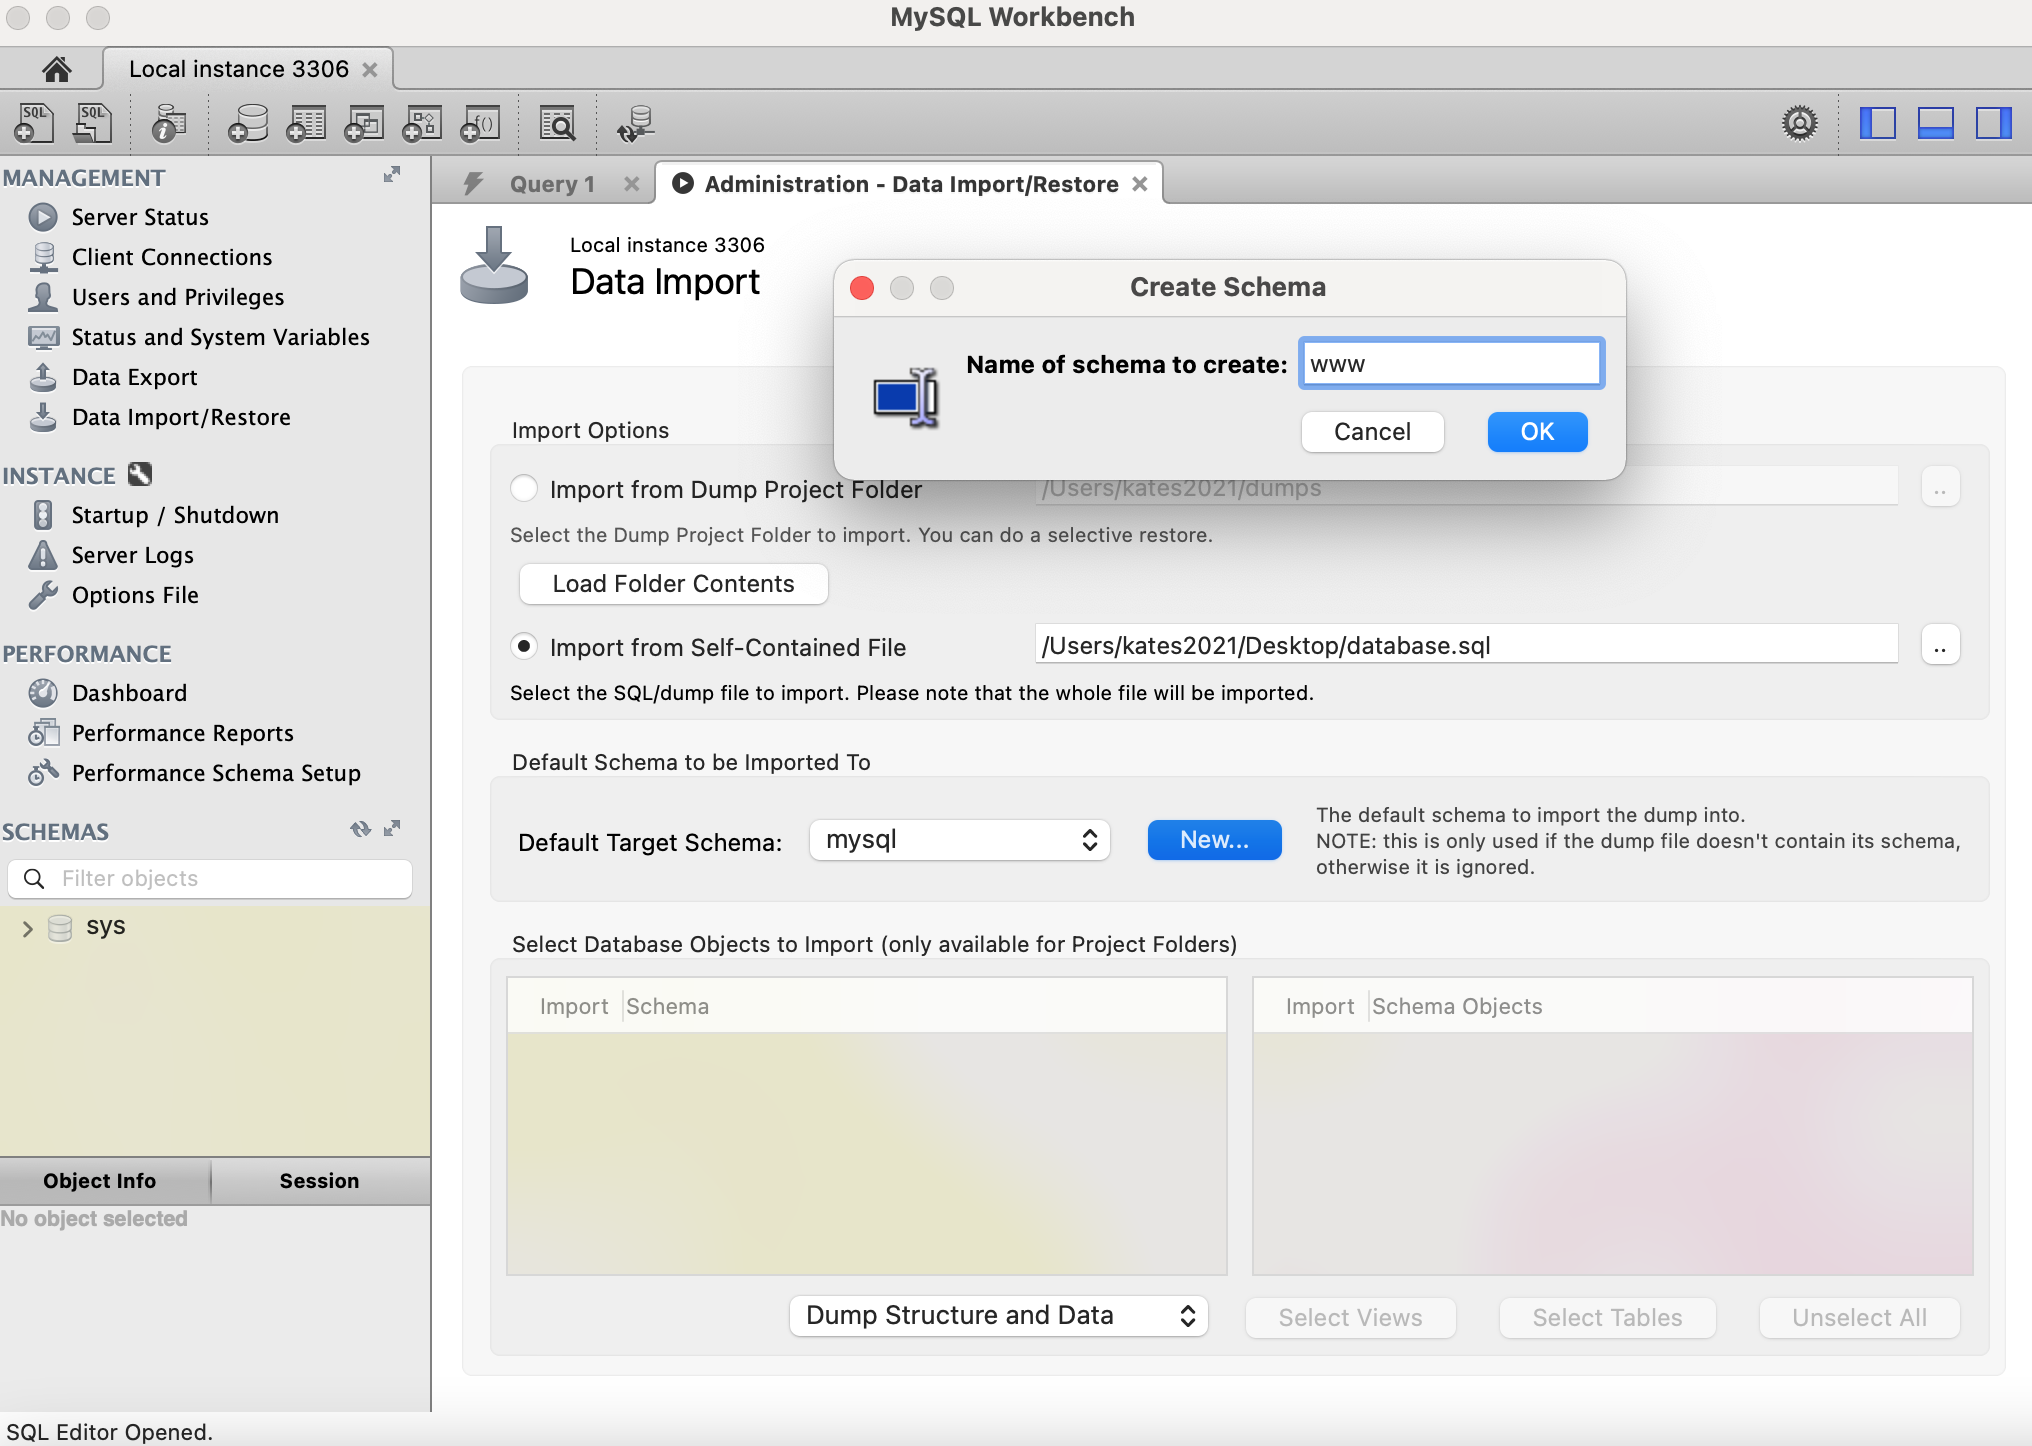 MySQL Workbench
Local instance 3306
SQL
SQL
f()
MANAGEMENT
Server Status
Client Connections
Users and Privileges
Status and System Variables
Data Export
Data Import/Restore
INSTANCE
Startup / Shutdown
Server Logs
Options File
PERFORMANCE
Dashboard
Performance Reports
Performance Schema Setup
SCHEMAS
Filter objects
sys
Object Info Session
No object selected
SQL Editor Opened.
Query 1 Administration - Data Import/Restore
Local instance 3306
Data Import
Create Schema
Name of schema to create: www
Cancel OK
Import Options
Import from Dump Project Folder /Users/kates2021/dumps ..
Select the Dump Project Folder to import. You can do a selective restore.
Load Folder Contents
Import from Self-Contained File /Users/kates2021/Desktop/database.sql ..
Select the SQL/dump file to import. Please note that the whole file will be imported.
Default Schema to be Imported To
Default Target Schema: mysql New...
The default schema to import the dump into.
NOTE: this is only used if the dump file doesn't contain its schema,
otherwise it is ignored.
Select Database Objects to Import (only available for Project Folders)
Import Schema
Import Schema Objects
Dump Structure and Data Select Views Select Tables Unselect All